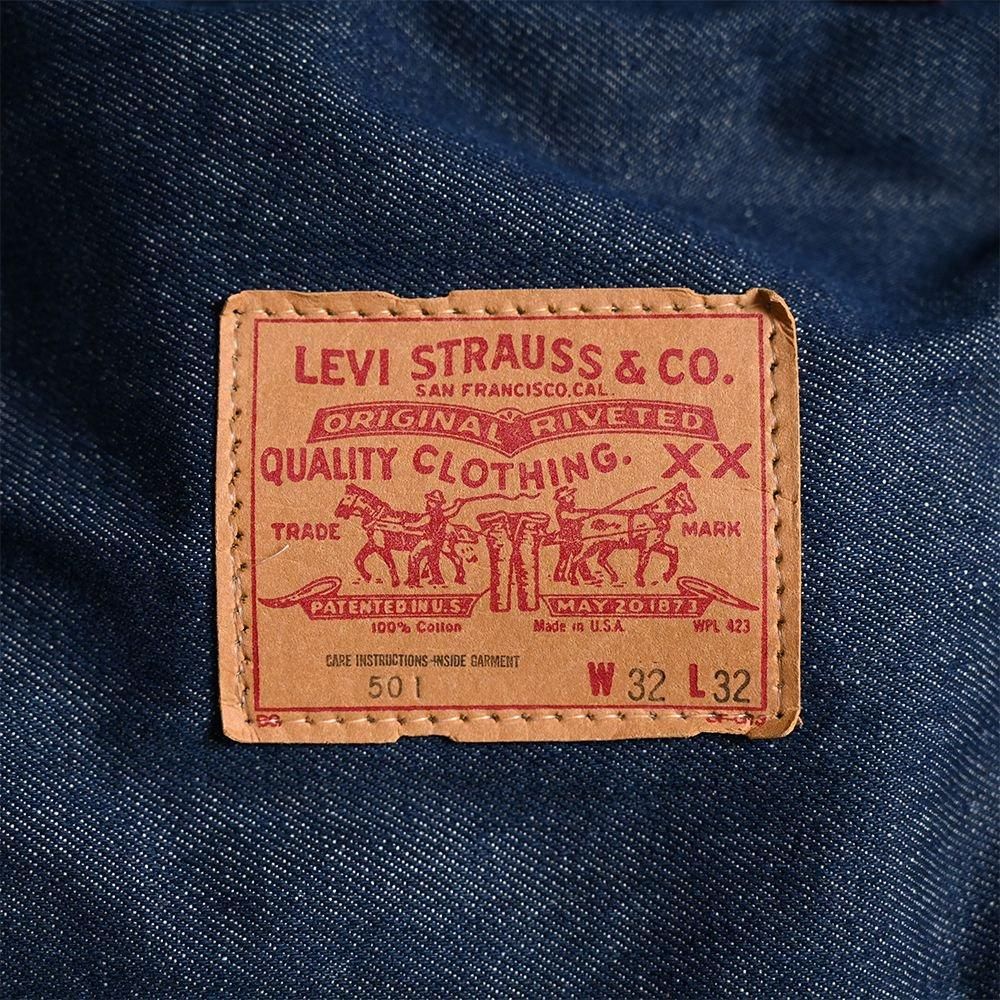 LEVI STRAUSS & CO.
SAN FRANCISCO, CAL.
ORIGINAL RIVETED
QUALITY CLOTHING. XX
TRADE MARK
PATENTED IN U.S. MAY 20 1873
100% Cotton Made in U.S.A. WPL 423
CARE INSTRUCTIONS INSIDE GARMENT
501 W 32 L 32